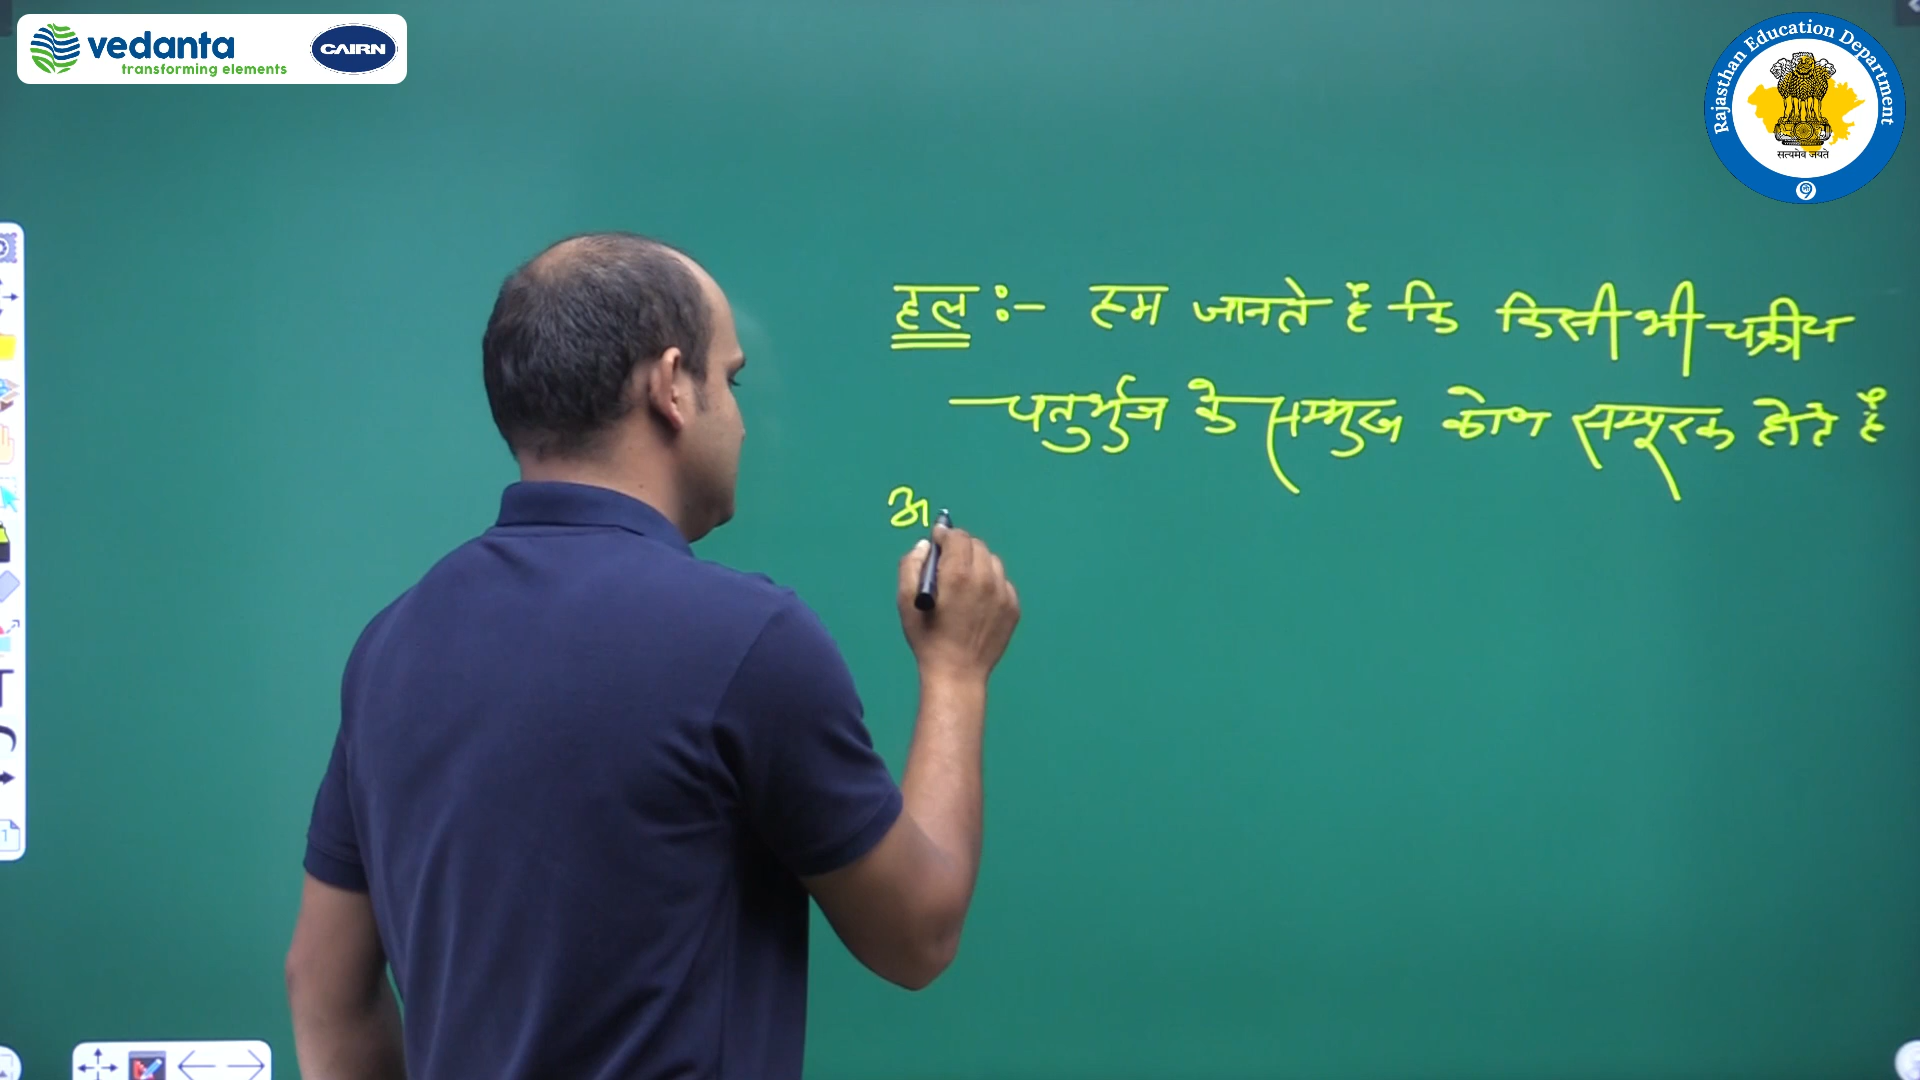 vedanta
transforming elements
CAIRN
Rajasthan Education Department
सत्यमेव जयते
हल :- हम जानते हैं कि किसी भी चक्रीय
चतुर्भुज के सम्मुख कोण सम्पूरक होते हैं
अ